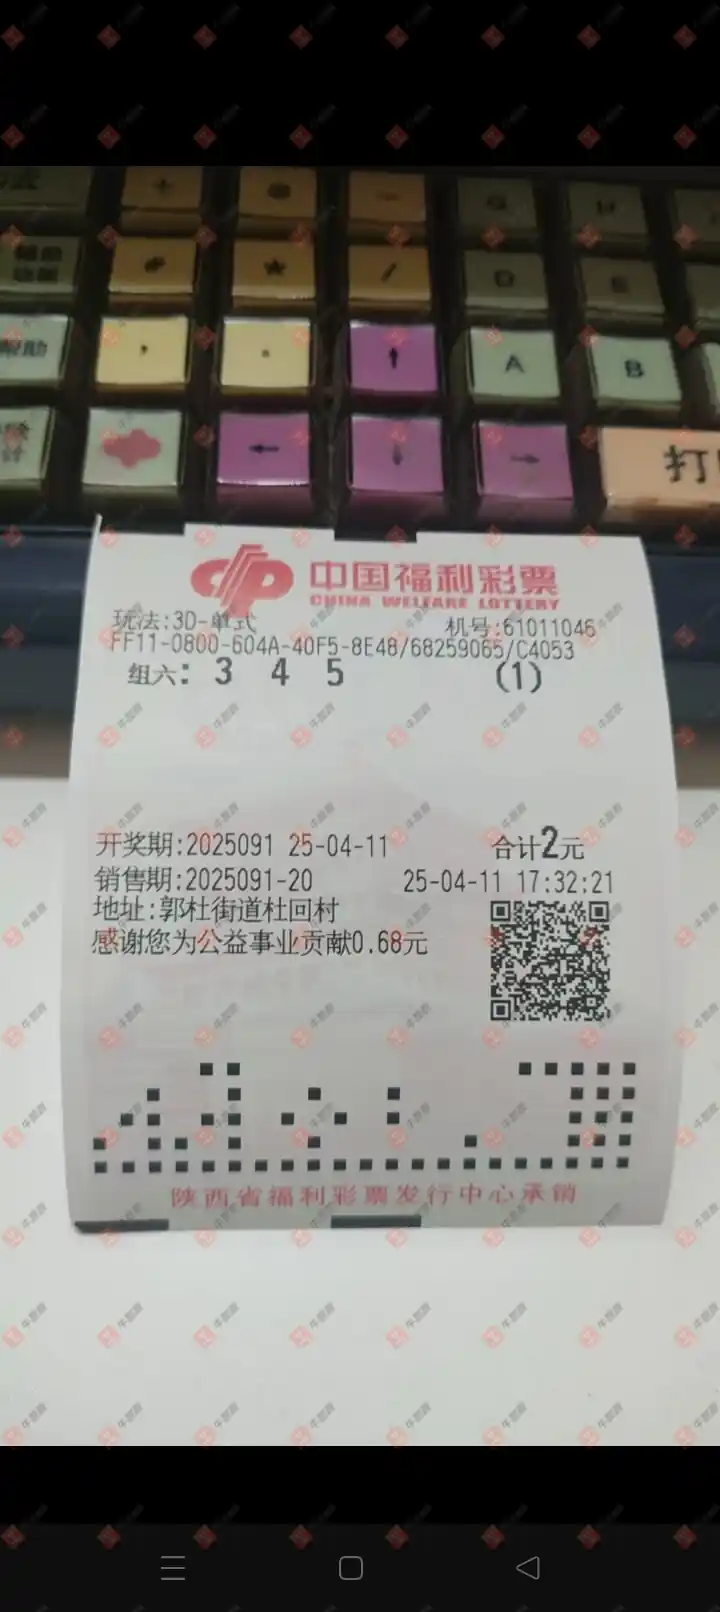 +
-
G
#
★
/
D
E
,
。
↑
A
B
←
↓
→
中国福利彩票
CHINA WELFARE LOTTERY
玩法:3D-单式 机号:61011046
FF11-0800-604A-40F5-8E48/68259065/C4053
组六: 3 4 5 (1)
开奖期:2025091 25-04-11 合计2元
销售期:2025091-20 25-04-11 17:32:21
地址:郭杜街道杜回村
感谢您为公益事业贡献0.68元
陕西省福利彩票发行中心承销